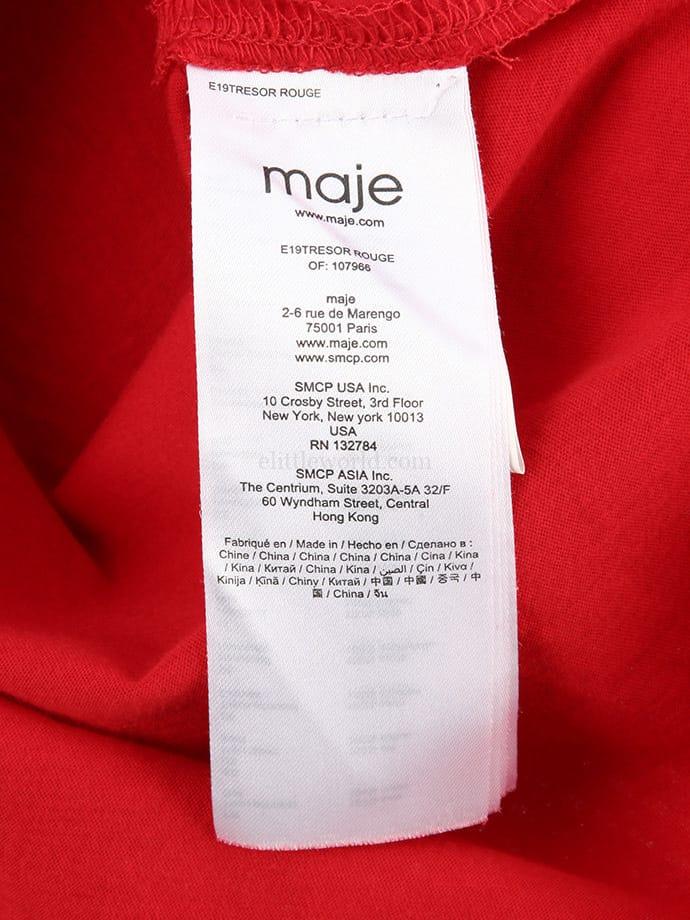 E19TRESOR ROUGE
maje
www.maje.com
E19TRESOR ROUGE
OF: 107966
maje
2-6 rue de Marengo
75001 Paris
www.maje.com
www.smcp.com
SMCP USA Inc.
10 Crosby Street, 3rd Floor
New York, New york 10013
USA
RN 132784
elittleworld.com
SMCP ASIA Inc.
The Centrium, Suite 3203A-5A 32/F
60 Wyndham Street, Central
Hong Kong
Fabriqué en / Made in / Hecho en / Сделано в :
Chine / China / China / China / China / Cina / Kina
/ Kina / Китай / China / Kina / الصين / Çin / Kινα /
Kinija / Ķīnā / Chiny / Китай / 中国 / 中國 / 중국 / 中
国 / China / จีน